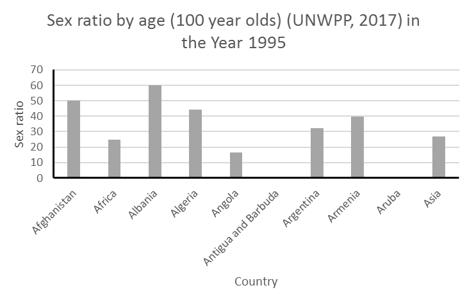 Sex ratio by age (100 year olds) (UNWPP, 2017) in
the Year 1995
70
60
50
40
30
20
10
0
Sex ratio
Afghanistan
Africa
Albania
Algeria
Angola
Antigua and Barbuda
Argentina
Armenia
Aruba
Asia
Country